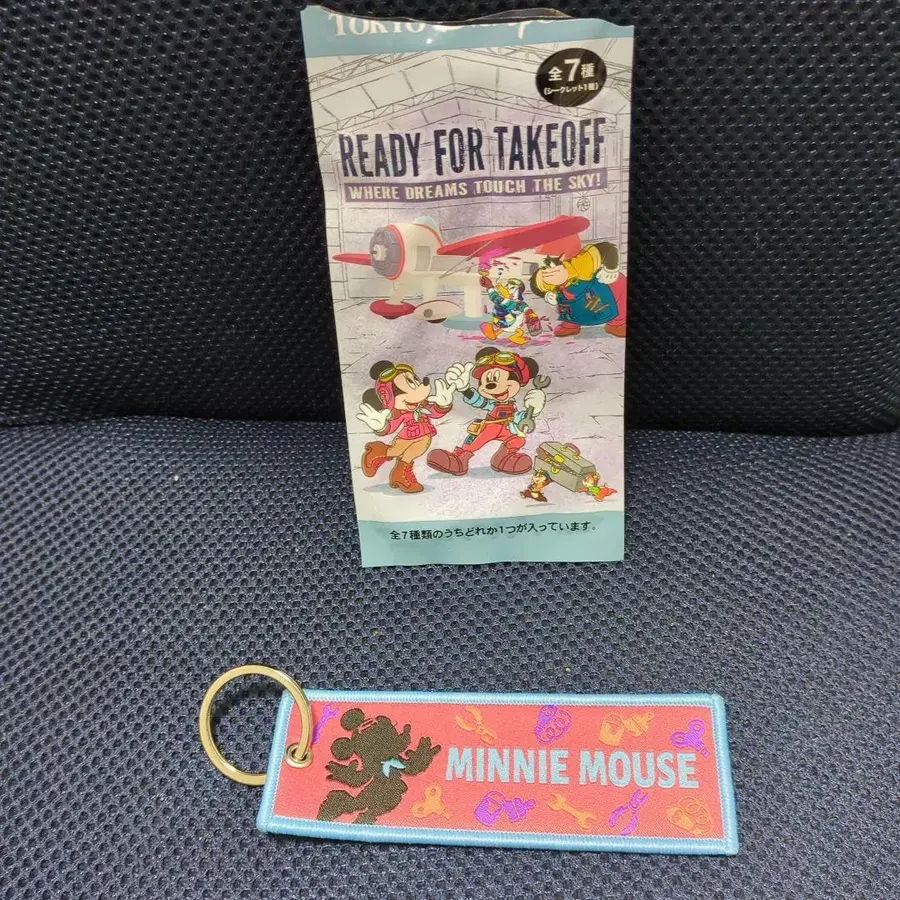 TOKYO Disney
全7種
(シークレット1種)
READY FOR TAKEOFF
WHERE DREAMS TOUCH THE SKY!
全7種類のうちどれか1つが入っています。
MINNIE MOUSE